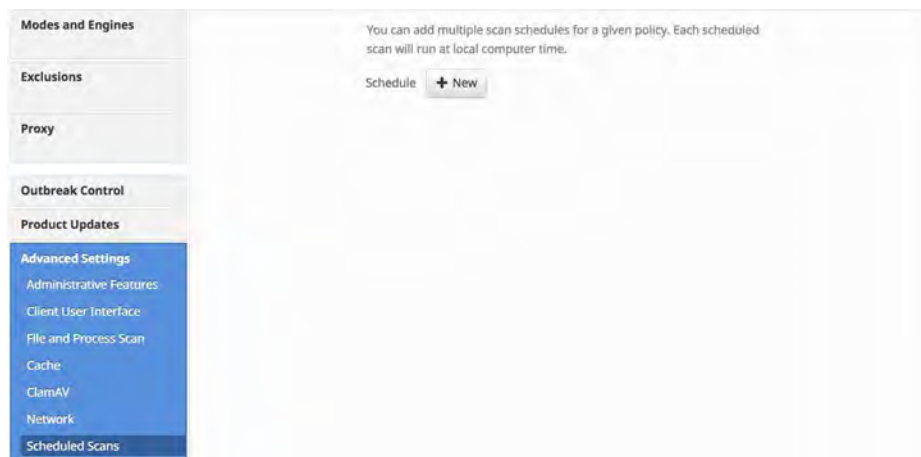 Modes and Engines
Exclusions
Proxy
Outbreak Control
Product Updates
Advanced Settings
Administrative Features
Client User Interface
File and Process Scan
Cache
ClamAV
Network
Scheduled Scans
You can add multiple scan schedules for a given policy. Each scheduled
scan will run at local computer time.
Schedule + New